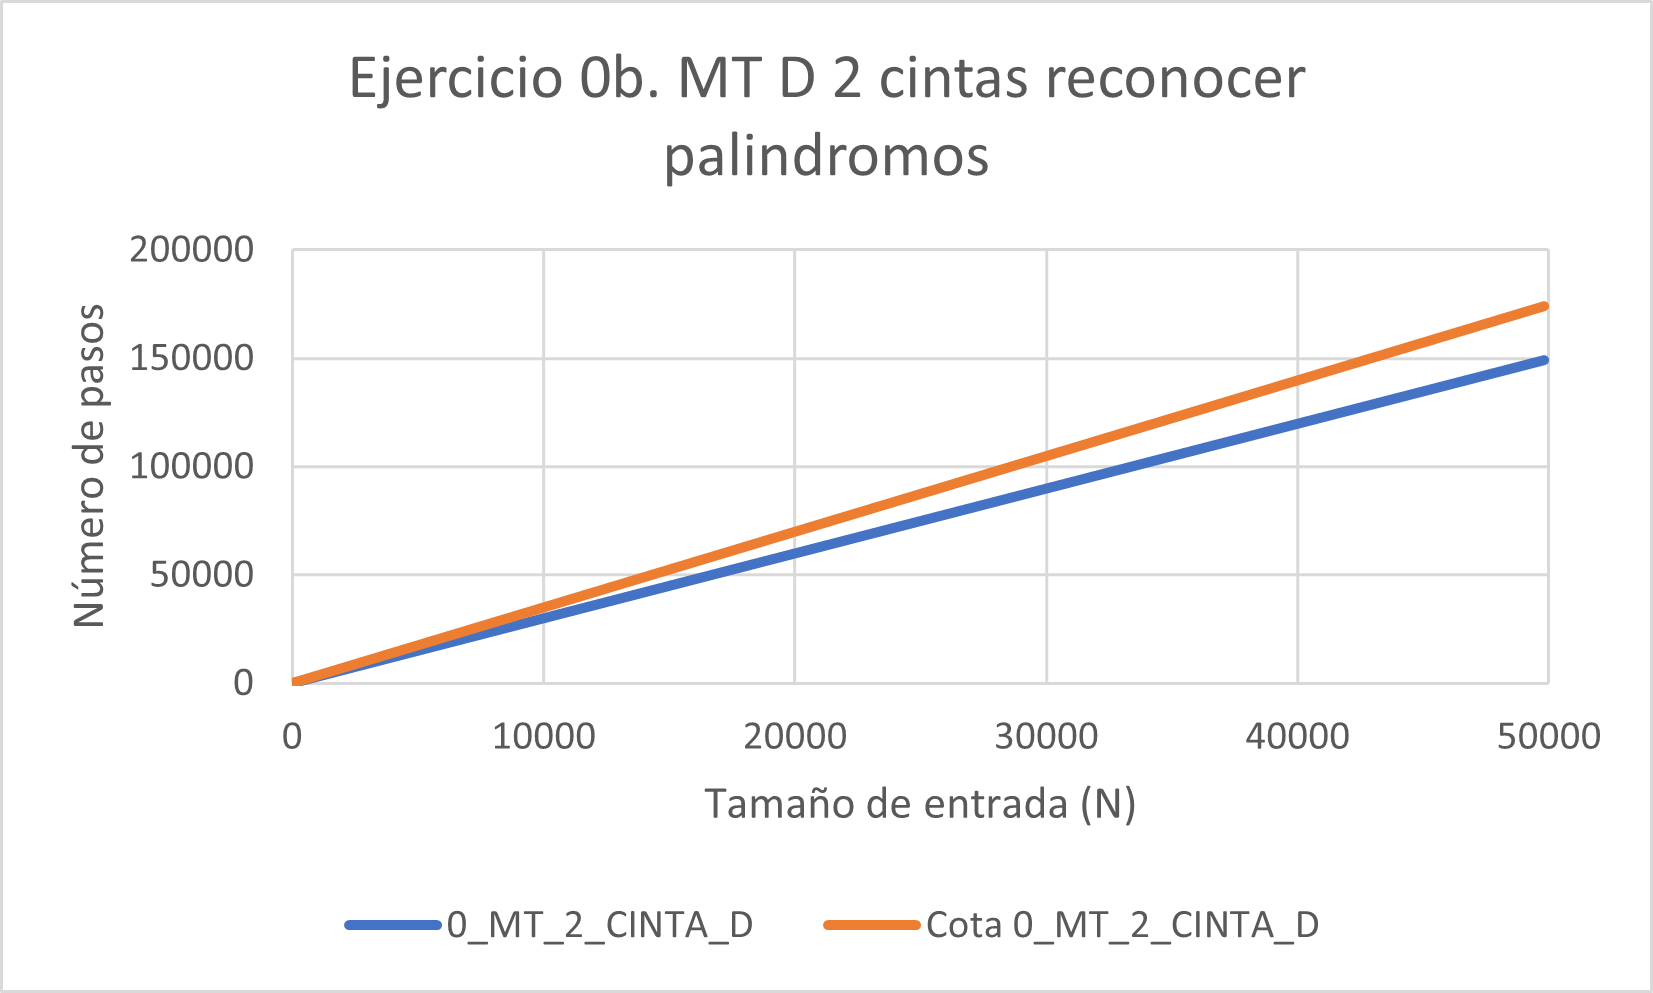 Ejercicio 0b. MT D 2 cintas reconocer
palindromos
200000
150000
100000
50000
0
Número de pasos
0 10000 20000 30000 40000 50000
Tamaño de entrada (N)
0_MT_2_CINTA_D Cota 0_MT_2_CINTA_D